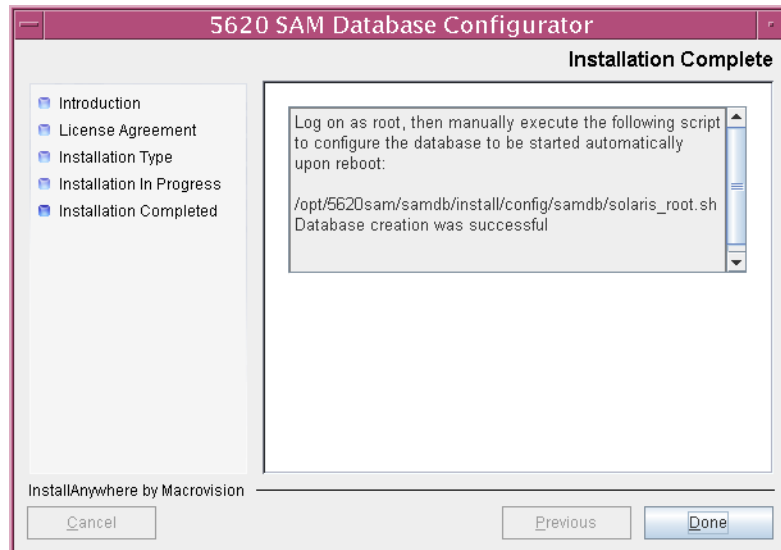 5620 SAM Database Configurator
Installation Complete
Introduction
License Agreement
Installation Type
Installation In Progress
Installation Completed
Log on as root, then manually execute the following script
to configure the database to be started automatically
upon reboot:
/opt/5620sam/samdb/install/config/samdb/solaris_root.sh
Database creation was successful
InstallAnywhere by Macrovision
Cancel
Previous
Done